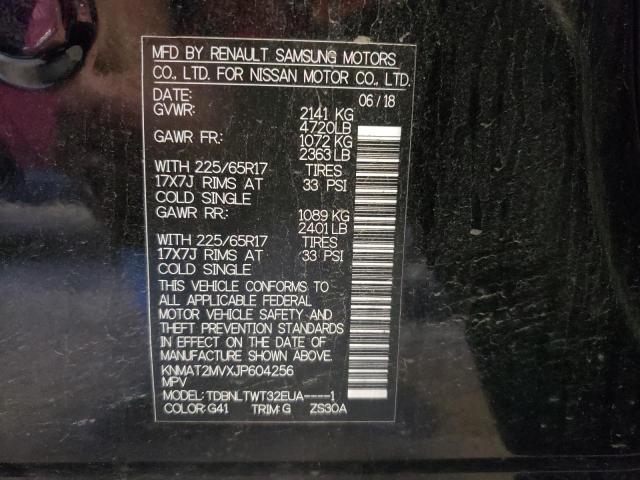 MFD BY RENAULT SAMSUNG MOTORS
CO., LTD. FOR NISSAN MOTOR CO., LTD.
DATE: 06 / 18
GVWR: 2141 KG
4720LB
GAWR FR: 1072 KG
2363 LB
WITH 225/65R17 TIRES
17X7J RIMS AT 33 PSI
COLD SINGLE
GAWR RR: 1089 KG
2401 LB
WITH 225/65R17 TIRES
17X7J RIMS AT 33 PSI
COLD SINGLE
THIS VEHICLE CONFORMS TO
ALL APPLICABLE FEDERAL
MOTOR VEHICLE SAFETY AND
THEFT PREVENTION STANDARDS
IN EFFECT ON THE DATE OF
MANUFACTURE SHOWN ABOVE.
KNMAT2MVXJP604256
MPV
MODEL: TDBNLTWT32EUA----1
COLOR: G41 TRIM: G ZS30A